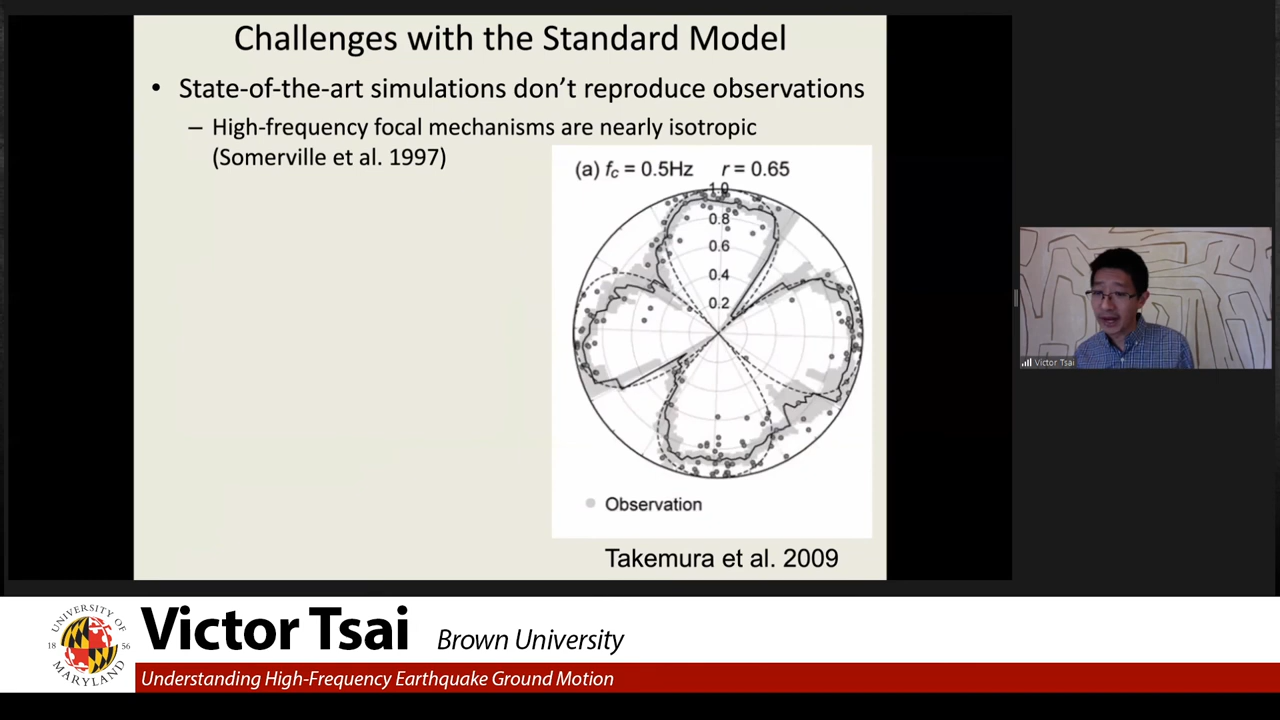 Challenges with the Standard Model
• State-of-the-art simulations don't reproduce observations
– High-frequency focal mechanisms are nearly isotropic
(Somerville et al. 1997)
(a) fc = 0.5Hz r = 0.65
1.0
0.8
0.6
0.4
0.2
Observation
Takemura et al. 2009
Victor Tsai
UNIVERSITY OF
18 56
MARYLAND
Victor Tsai Brown University
Understanding High-Frequency Earthquake Ground Motion